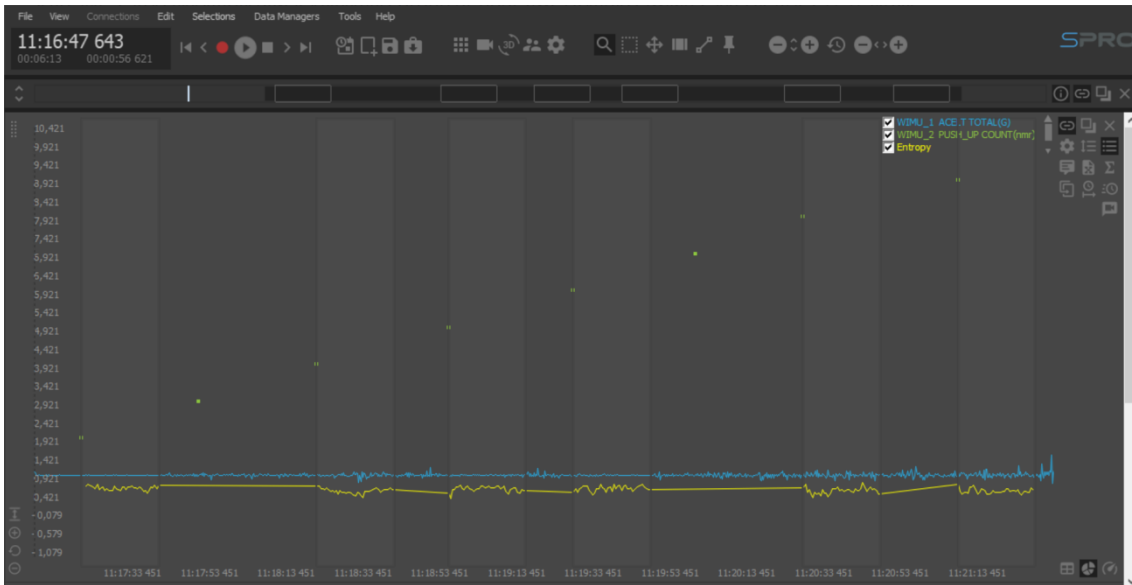 File View Connections Edit Selections Data Managers Tools Help
11:16:47 643
00:06:13 00:00:56 621
3D
SPRO
WIMU_1 ACE.T TOTAL(G)
WIMU_2 PUSH_UP COUNT(nmr)
Entropy
10,421
9,921
9,421
8,921
9,421
7,921
7,421
6,921
5,921
5,421
4,921
4,421
3,921
3,421
2,921
2,421
1,921
1,421
0,421
- 0,079
- 0,579
- 1,079
11:17:33 451 11:17:53 451 11:18:13 451 11:18:33 451 11:18:53 451 11:19:13 451 11:19:33 451 11:19:53 451 11:20:13 451 11:20:33 451 11:20:53 451 11:21:13 451